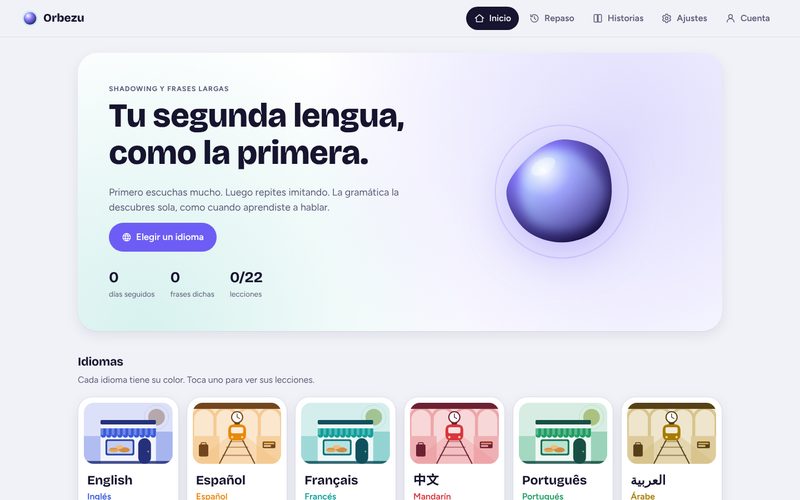 Orbezu
Inicio
Repaso
Historias
Ajustes
Cuenta
SHADOWING Y FRASES LARGAS
Tu segunda lengua,
como la primera.
Primero escuchas mucho. Luego repites imitando. La gramática la
descubres sola, como cuando aprendiste a hablar.
Elegir un idioma
0 0 0/22
días seguidos frases dichas lecciones
Idiomas
Cada idioma tiene su color. Toca uno para ver sus lecciones.
English Español Français 中文 Português العربية
Inglés Español Francés Mandarín Portugués Árabe